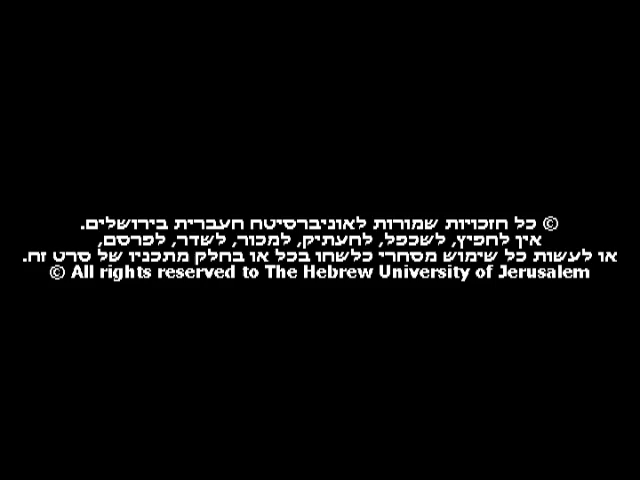 © כל הזכויות שמורות לאוניברסיטה העברית בירושלים.
אין להפיץ, לשכפל, להעתיק, למכור, לשדר, לפרסם,
או לעשות כל שימוש מסחרי כלשהו בכל או בחלק מתכניו של סרט זה.
© All rights reserved to The Hebrew University of Jerusalem